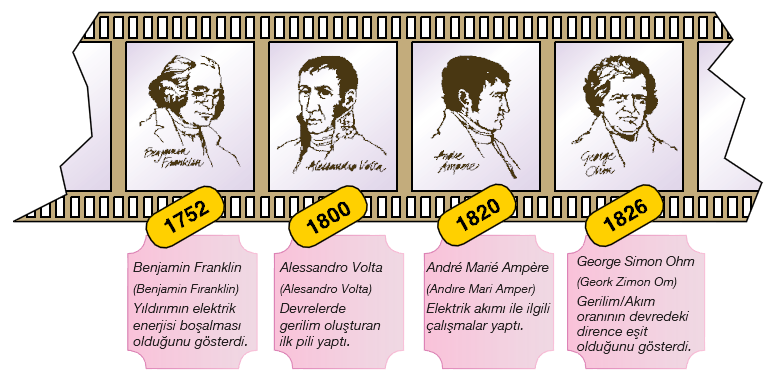 Benjamin
Franklin
Alessandro Volta
Andre
Ampere
George
Ohm
1752
1800
1820
1826
Benjamin Franklin
(Benjamin Fıranklin)
Yıldırımın elektrik
enerjisi boşalması
olduğunu gösterdi.
Alessandro Volta
(Alesandro Volta)
Devrelerde
gerilim oluşturan
ilk pili yaptı.
André Marié Ampère
(Andıre Mari Amper)
Elektrik akımı ile ilgili
çalışmalar yaptı.
George Simon Ohm
(Geork Zimon Om)
Gerilim/Akım
oranının devredeki
dirence eşit
olduğunu gösterdi.